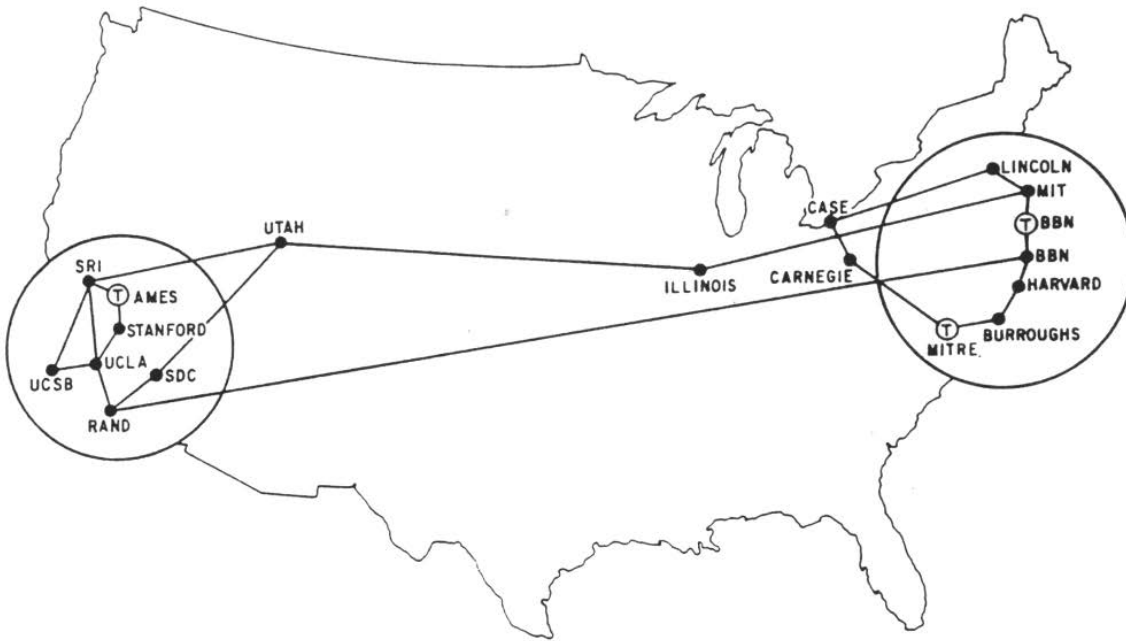 LINCOLN
MIT
CASE
T BBN
UTAH
BBN
SRI
CARNEGIE
ILLINOIS
T AMES
HARVARD
STANFORD
T
BURROUGHS
MITRE
UCLA
SDC
UCSB
RAND